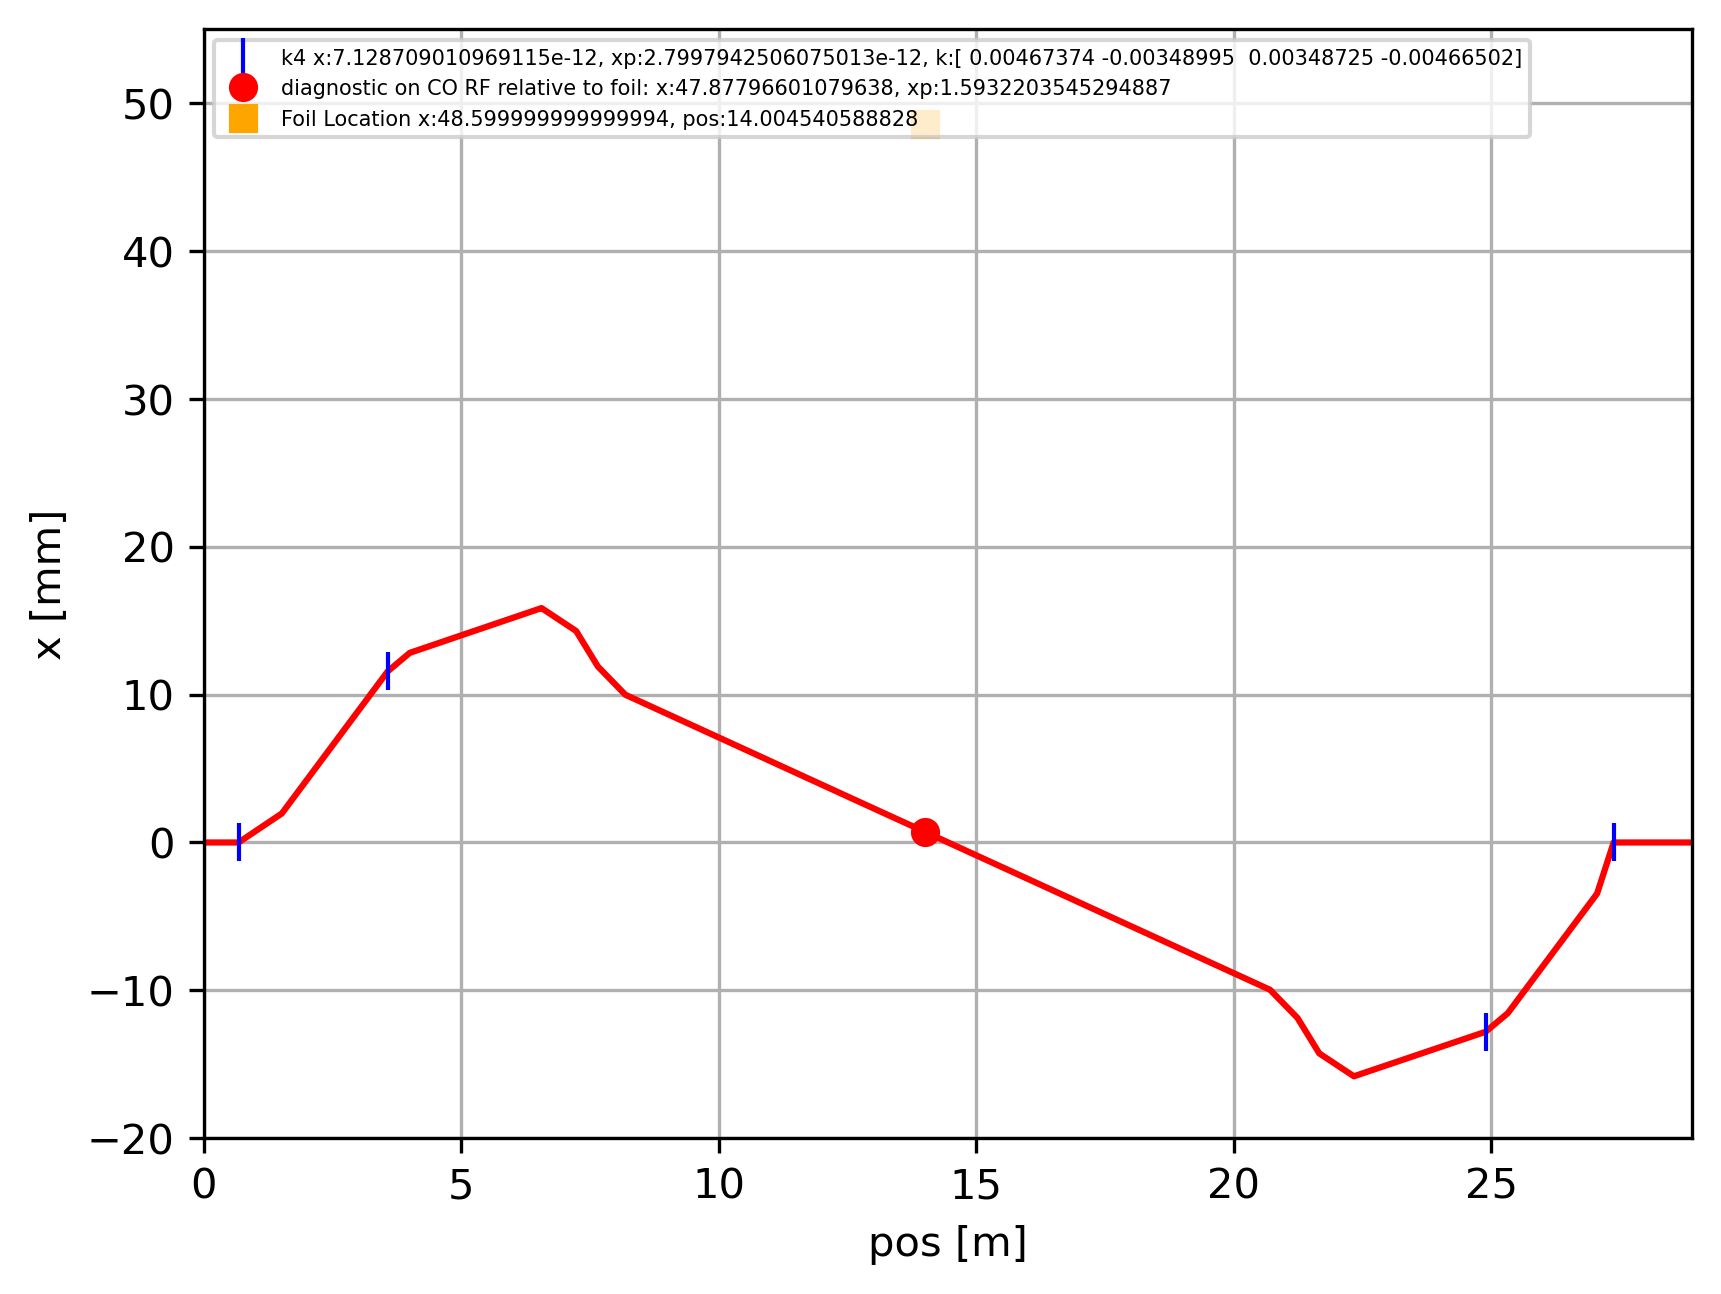 k4 x:7.128709010969115e-12, xp:2.7997942506075013e-12, k:[ 0.00467374 -0.00348995  0.00348725 -0.00466502]
diagnostic on CO RF relative to foil: x:47.87796601079638, xp:1.5932203545294887
Foil Location x:48.599999999999994, pos:14.004540588828
50
40
30
20
10
0
−10
−20
x [mm]
0 5 10 15 20 25
pos [m]